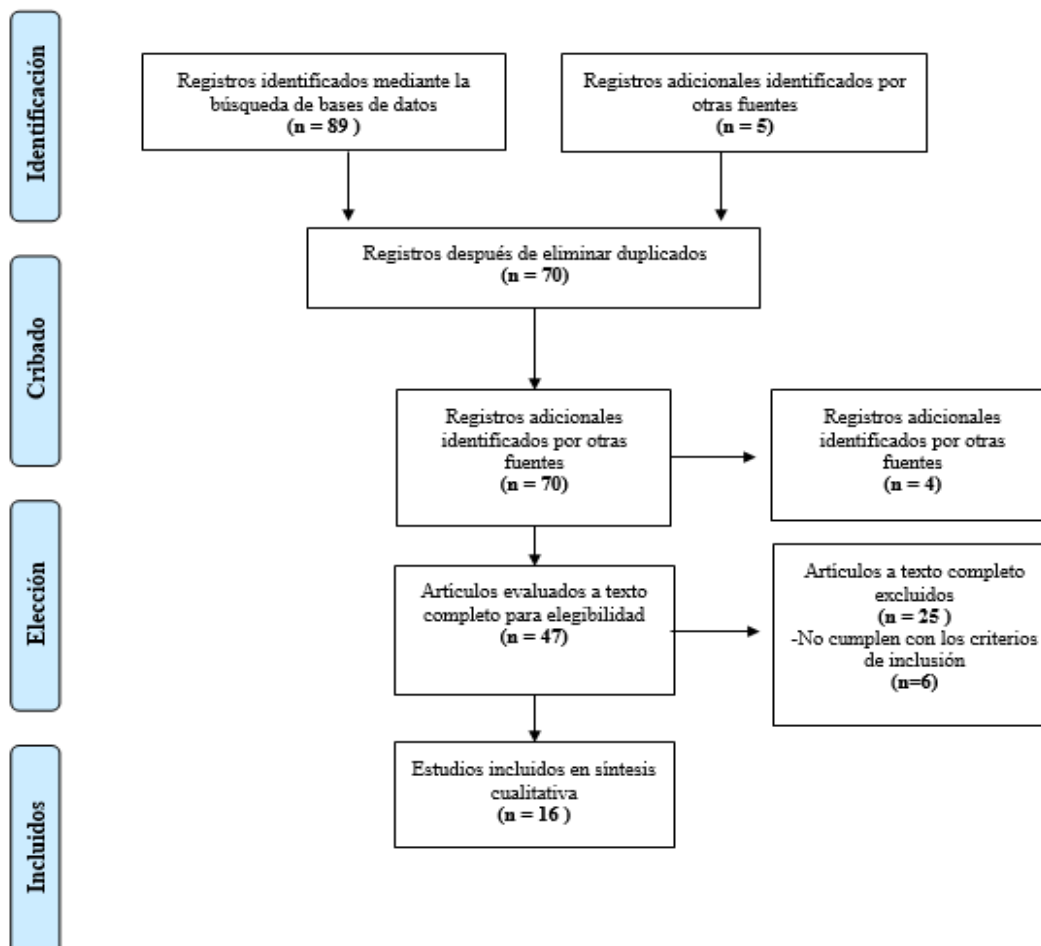 Identificación
Registros identificados mediante la
búsqueda de bases de datos
(n = 89 )
Registros adicionales identificados por
otras fuentes
(n = 5)
Registros después de eliminar duplicados
(n = 70)
Cribado
Registros adicionales
identificados por otras
fuentes
(n = 70)
Registros adicionales
identificados por otras
fuentes
(n = 4)
Elección
Artículos evaluados a texto
completo para elegibilidad
(n = 47)
Artículos a texto completo
excluidos
(n = 25 )
-No cumplen con los criterios
de inclusión
(n=6)
Incluidos
Estudios incluidos en síntesis
cualitativa
(n = 16 )